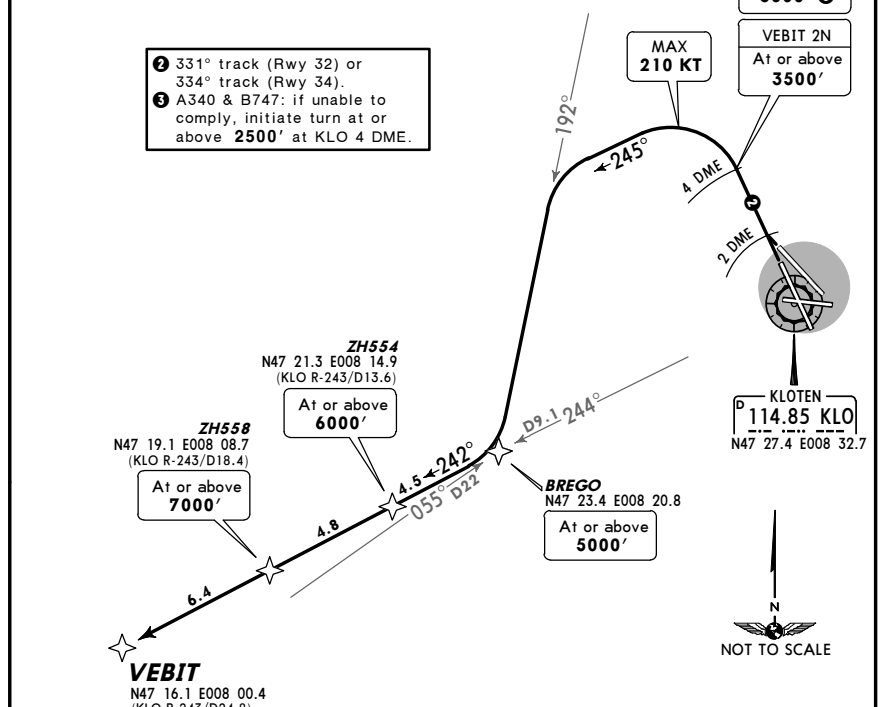 VEBIT 2N
At or above
3500′
MAX
210 KT
❷ 331° track (Rwy 32) or
334° track (Rwy 34).
❸ A340 & B747: if unable to
comply, initiate turn at or
above 2500′ at KLO 4 DME.
192°
245°
4 DME
❷
2 DME
ZH554
N47 21.3 E008 14.9
(KLO R-243/D13.6)
At or above
6000′
ZH558
N47 19.1 E008 08.7
(KLO R-243/D18.4)
At or above
7000′
D9.1
244°
KLOTEN
D
114.85 KLO
N47 27.4 E008 32.7
4.5
242°
055°
D22
BREGO
N47 23.4 E008 20.8
At or above
5000′
4.8
6.4
N
NOT TO SCALE
VEBIT
N47 16.1 E008 00.4